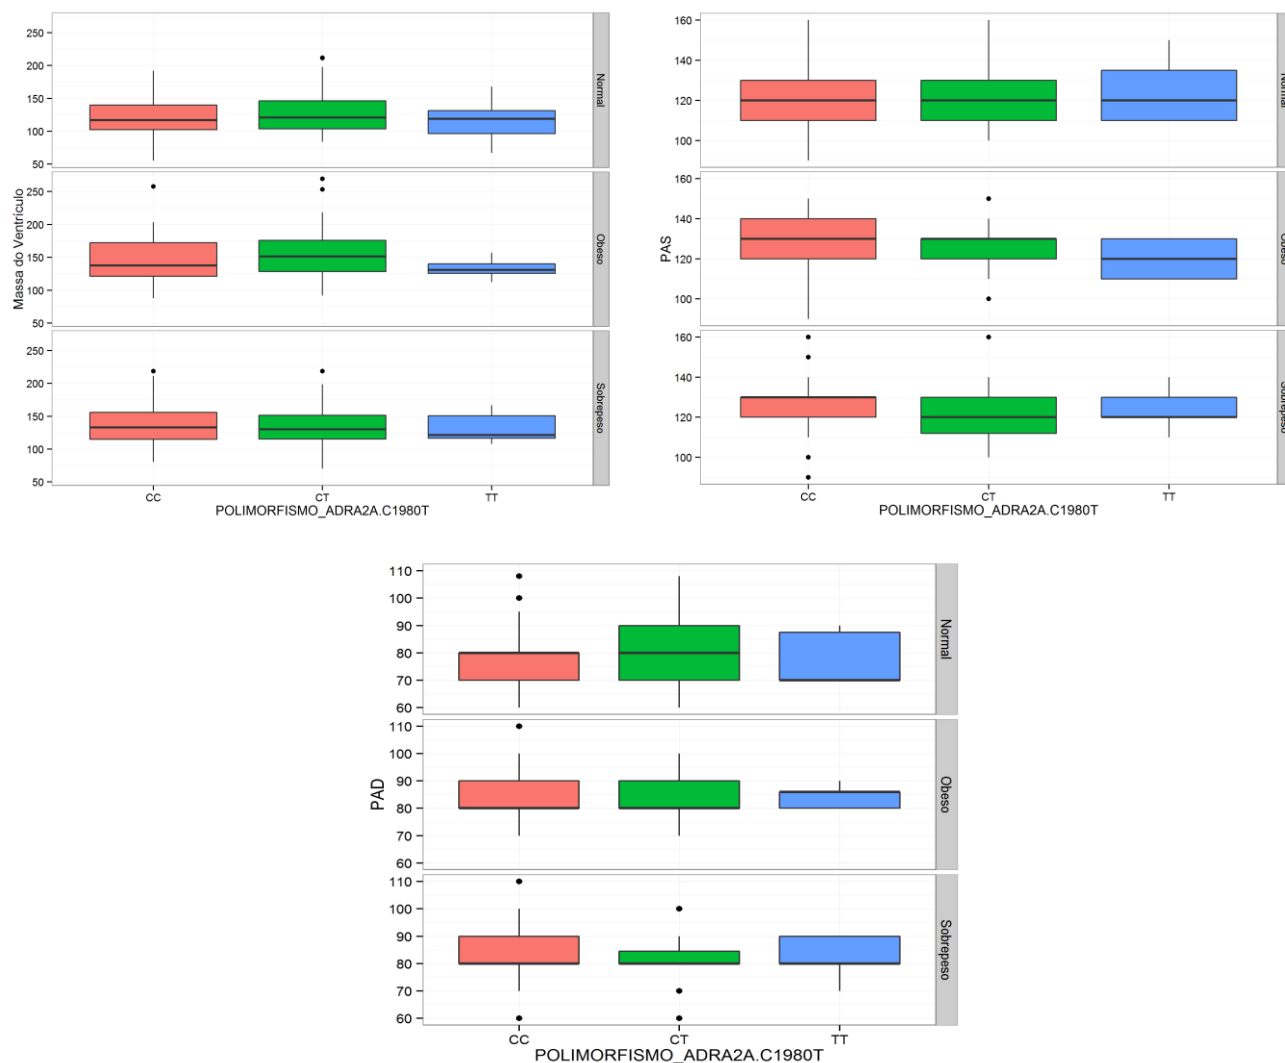 250
200
150
100
50
Normal
250
200
150
100
50
Obeso
250
200
150
100
50
Sobrepeso
Massa do Ventrículo
CC CT TT
POLIMORFISMO_ADRA2A.C1980T
160
140
120
100
Normal
160
140
120
100
Obeso
160
140
120
100
Sobrepeso
PAS
CC CT TT
POLIMORFISMO_ADRA2A.C1980T
110
100
90
80
70
60
Normal
110
100
90
80
70
60
Obeso
110
100
90
80
70
60
Sobrepeso
PAD
CC CT TT
POLIMORFISMO_ADRA2A.C1980T